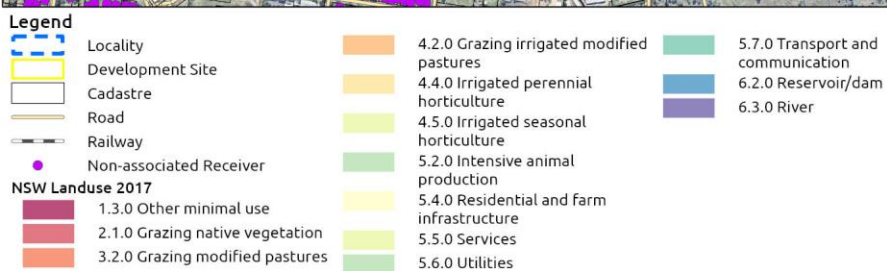 Legend
Locality
Development Site
Cadastre
Road
Railway
Non-associated Receiver
NSW Landuse 2017
1.3.0 Other minimal use
2.1.0 Grazing native vegetation
3.2.0 Grazing modified pastures
4.2.0 Grazing irrigated modified
pastures
4.4.0 Irrigated perennial
horticulture
4.5.0 Irrigated seasonal
horticulture
5.2.0 Intensive animal
production
5.4.0 Residential and farm
infrastructure
5.5.0 Services
5.6.0 Utilities
5.7.0 Transport and
communication
6.2.0 Reservoir/dam
6.3.0 River